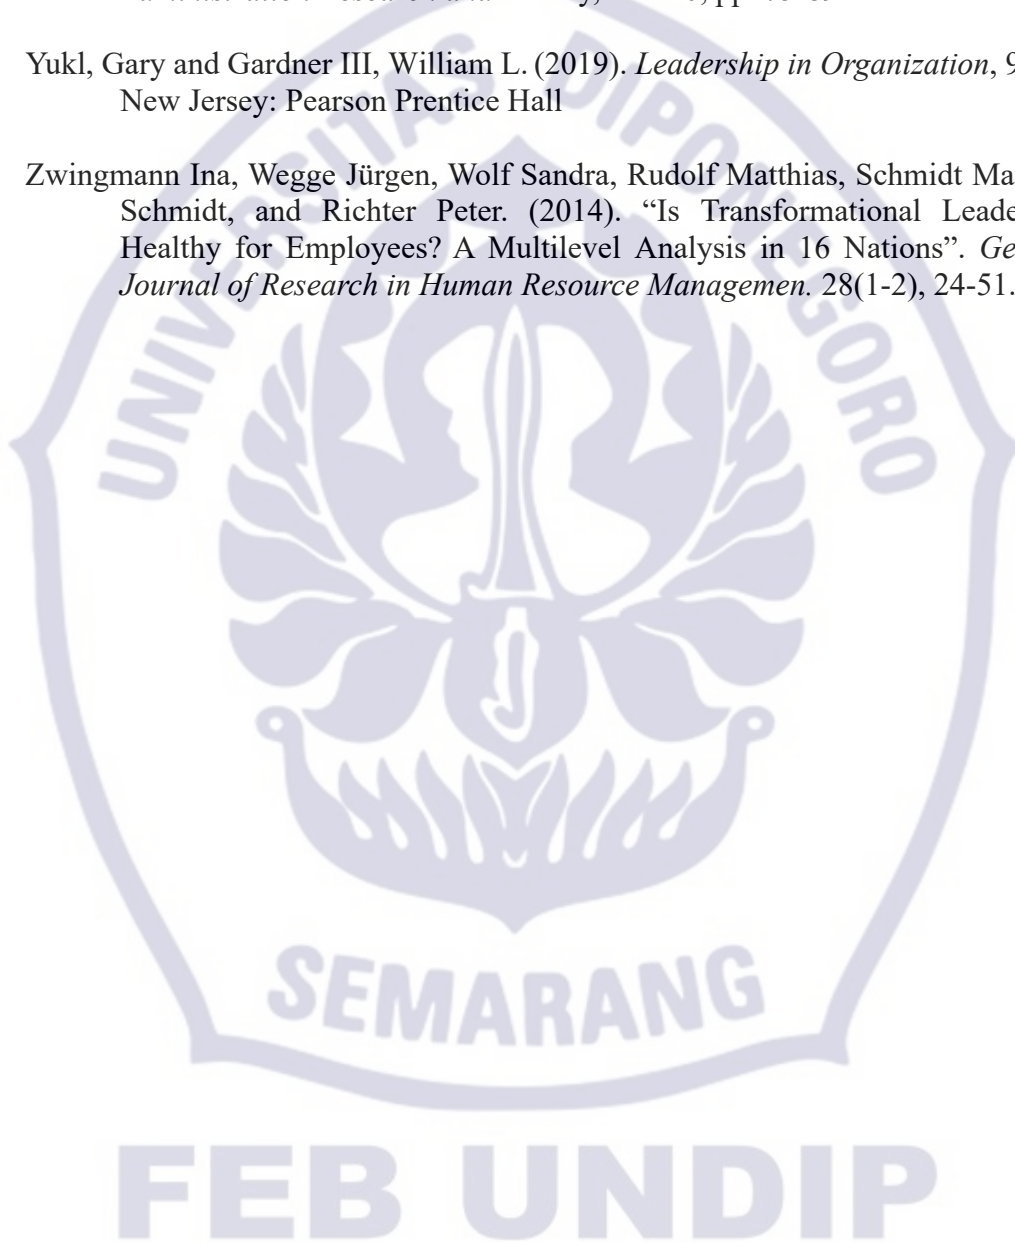 Yukl, Gary and Gardner III, William L. (2019). Leadership in Organization, 9
New Jersey: Pearson Prentice Hall
Zwingmann Ina, Wegge Jürgen, Wolf Sandra, Rudolf Matthias, Schmidt Ma
Schmidt, and Richter Peter. (2014). “Is Transformational Leade
Healthy for Employees? A Multilevel Analysis in 16 Nations”. Ge
Journal of Research in Human Resource Managemen. 28(1-2), 24-51.
UNIVERSITAS DIPONEGORO
SEMARANG
FEB UNDIP